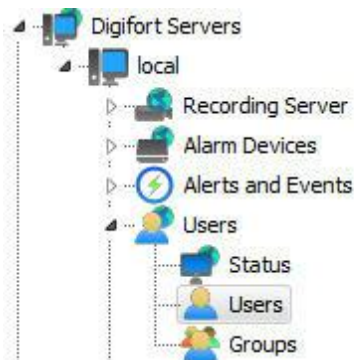 Digifort Servers
local
Recording Server
Alarm Devices
Alerts and Events
Users
Status
Users
Groups